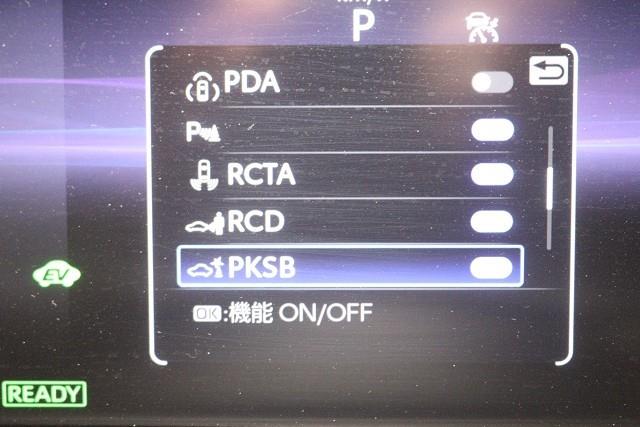 P
PDA
P
RCTA
RCD
EV
PKSB
OK:機能 ON/OFF
READY